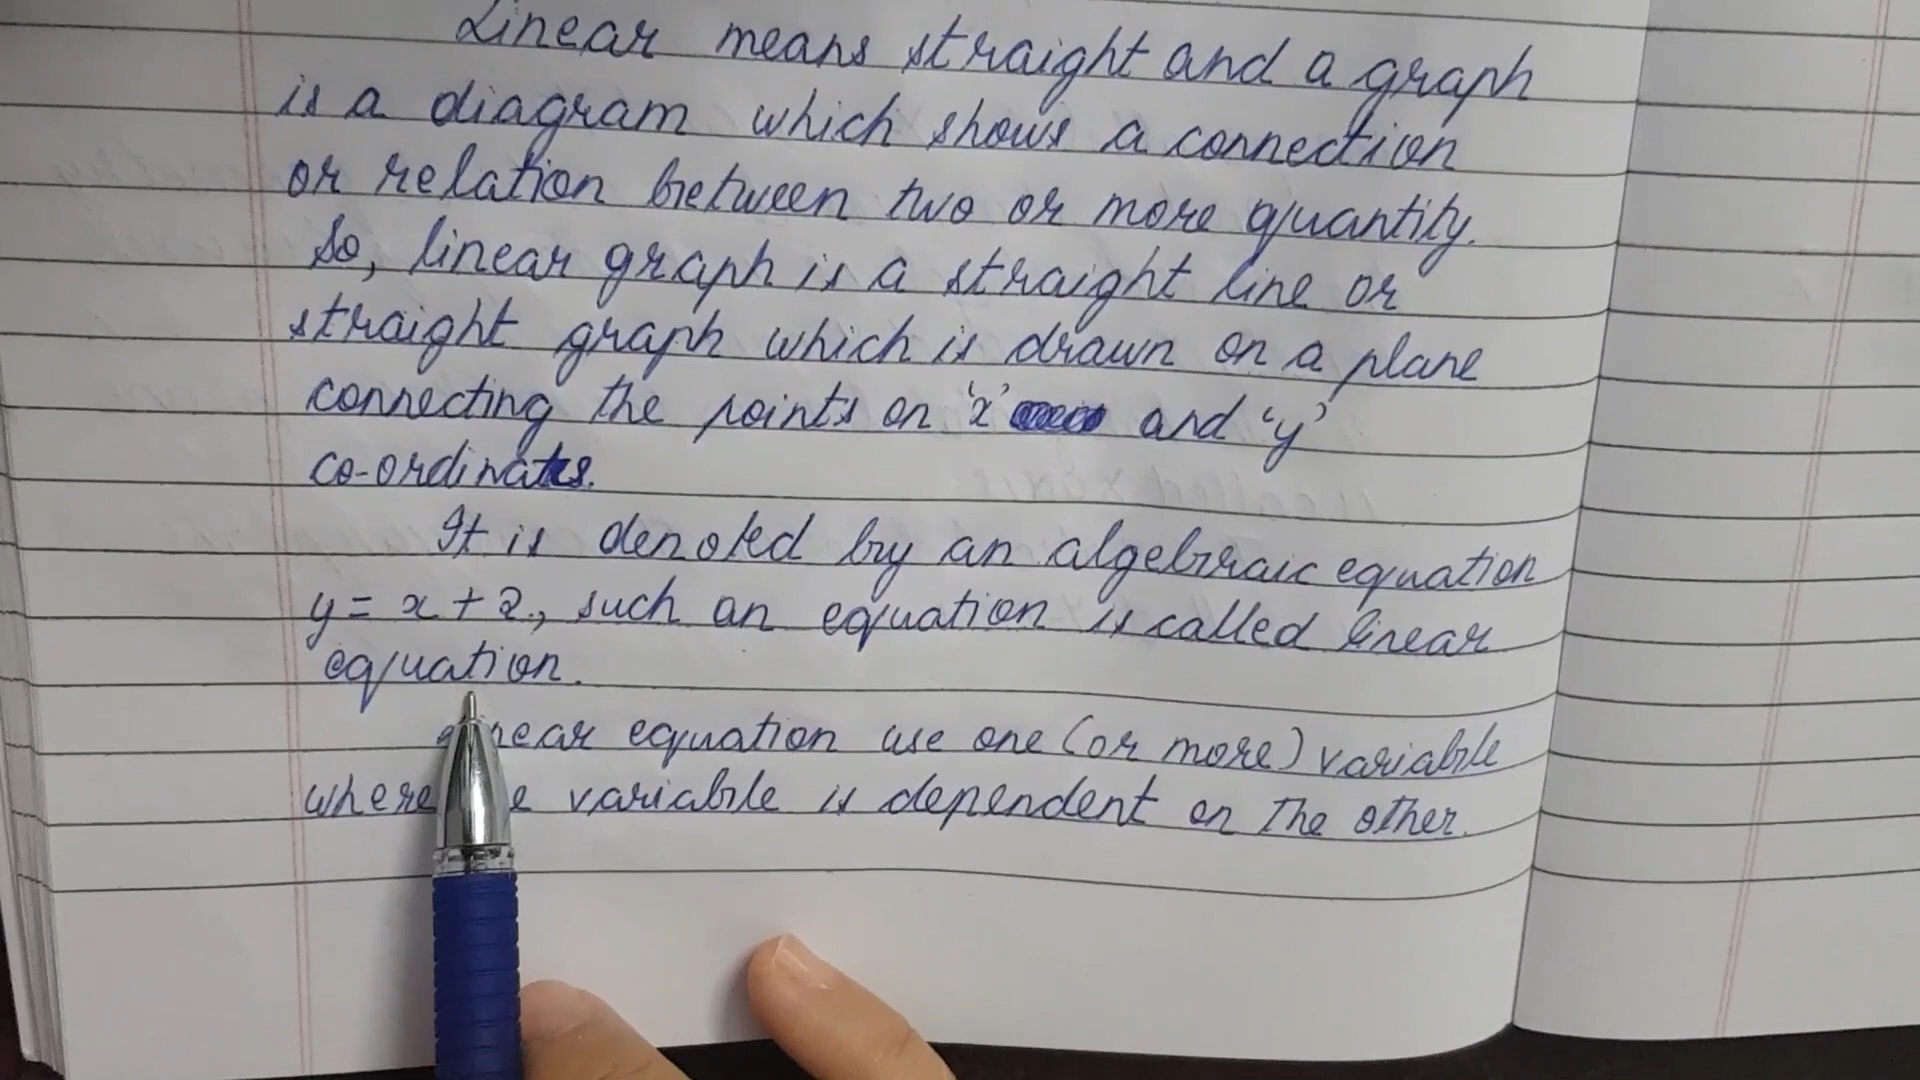 Linear means straight and a graph
is a diagram which shows a connection
or relation between two or more quantity.
So, linear graph is a straight line or
straight graph which is drawn on a plane
connecting the points on 'x' and 'y'
co-ordinates.
It is denoted by an algebraic equation
y = x + 2., such an equation is called linear
equation.
near equation use one (or more) variable
where variable is dependent on the other.